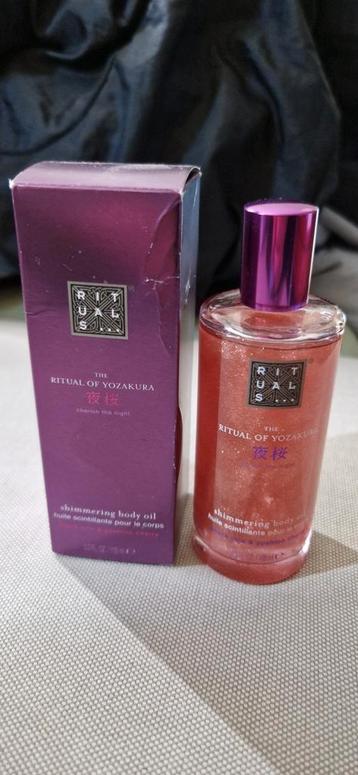 RIT
UAL
S...
THE
RITUAL OF YOZAKURA
夜桜
cherish the night
shimmering body oil
huile scintillante pour le corps
RIT
UAL
S...
THE
RITUAL OF YOZAKURA
夜桜
shimmering body oil
huile scintillante pour le